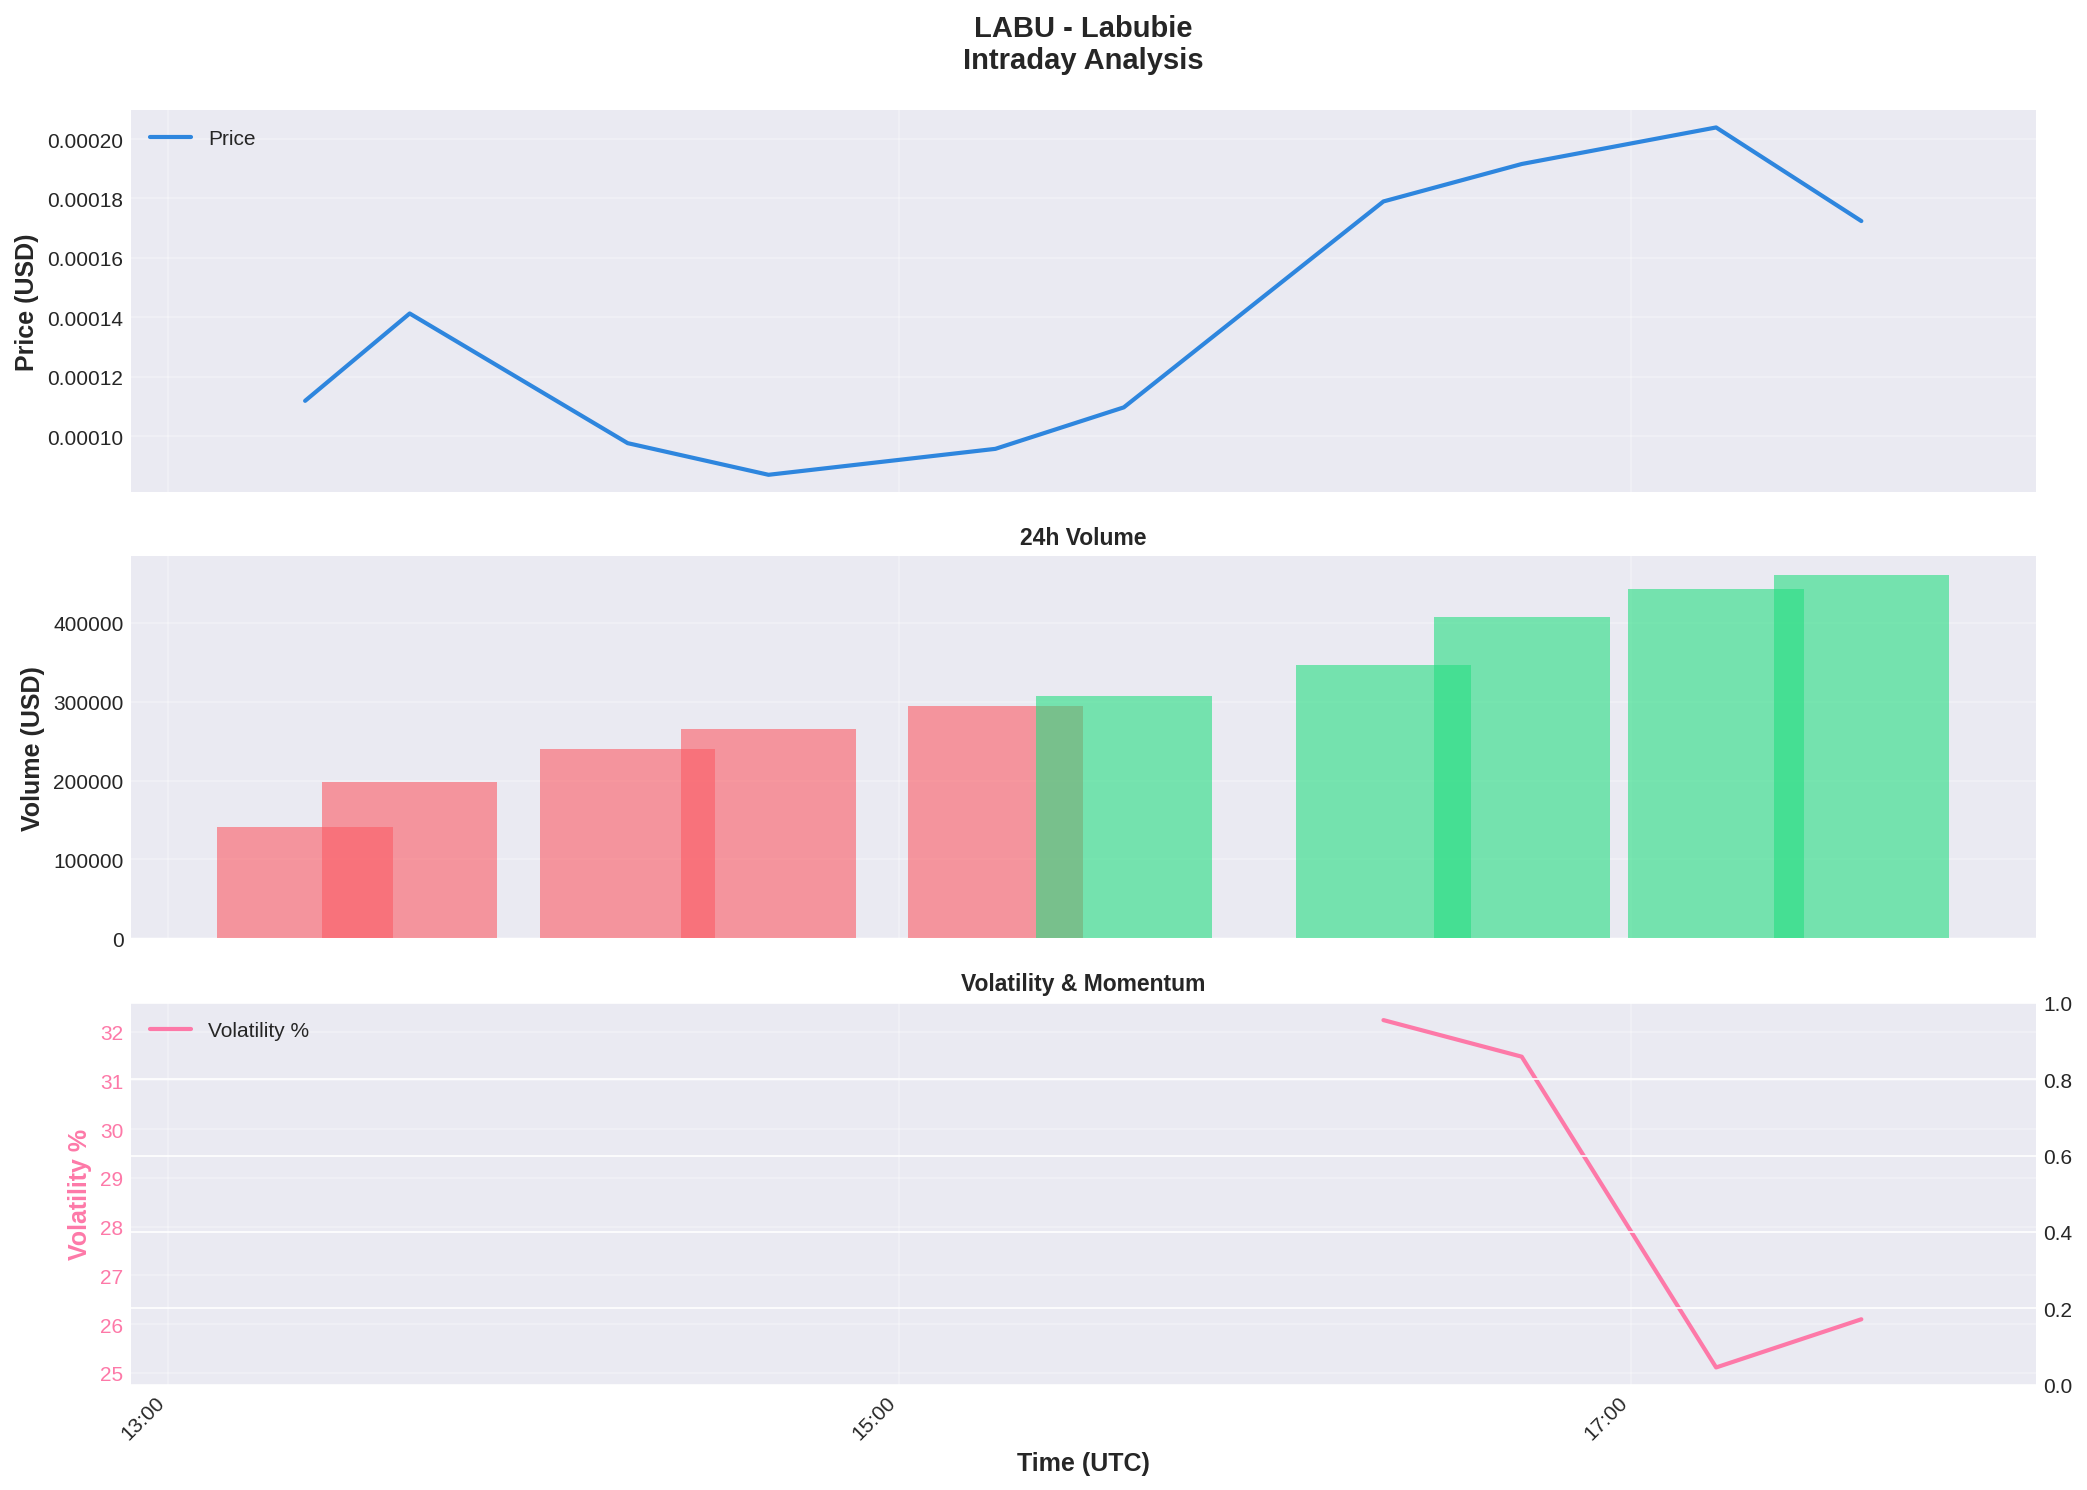 LABU - Labubie
Intraday Analysis
Price
0.00020
0.00018
0.00016
0.00014
0.00012
0.00010
Price (USD)
24h Volume
400000
300000
200000
100000
0
Volume (USD)
Volatility & Momentum
Volatility %
32
31
30
29
28
27
26
25
Volatility %
1.0
0.8
0.6
0.4
0.2
0.0
13:00
15:00
17:00
Time (UTC)